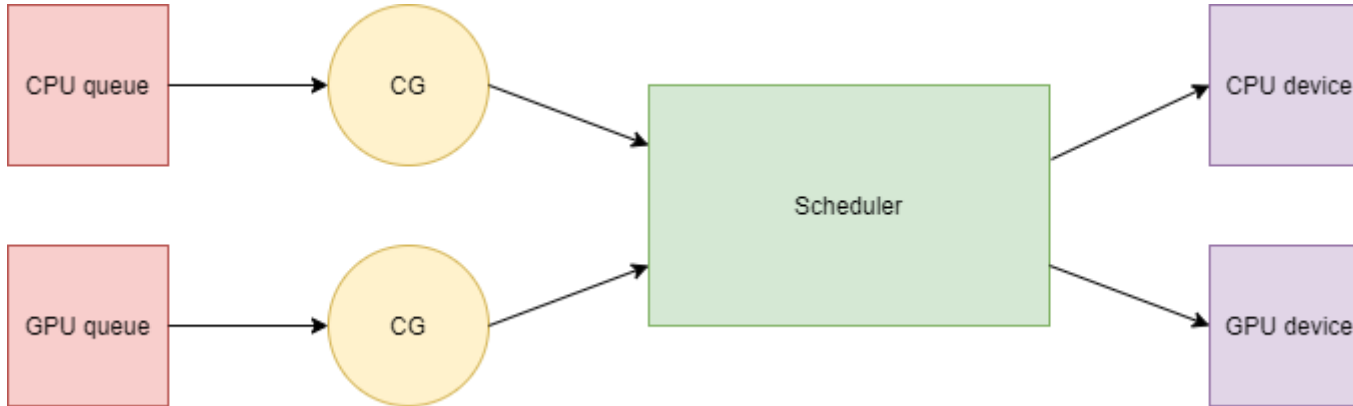 CPU queue
CG
CPU device
Scheduler
GPU queue
CG
GPU device